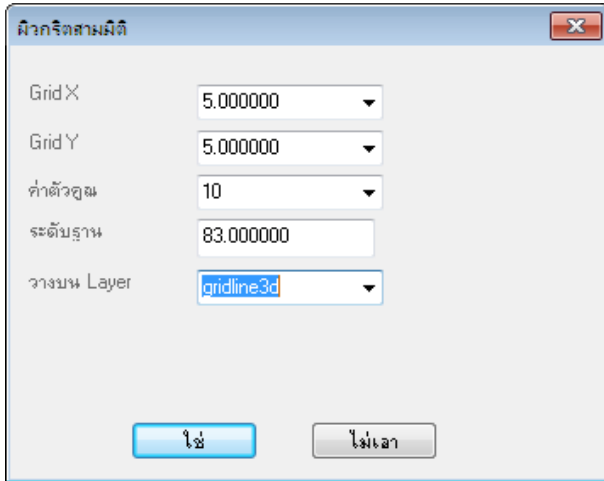 ผิวกริตสามมิติ
Grid X 5.000000
Grid Y 5.000000
ค่าตัวคูณ 10
ระดับฐาน 83.000000
วางบน Layer gridline3d
ใช่ ไม่เอา